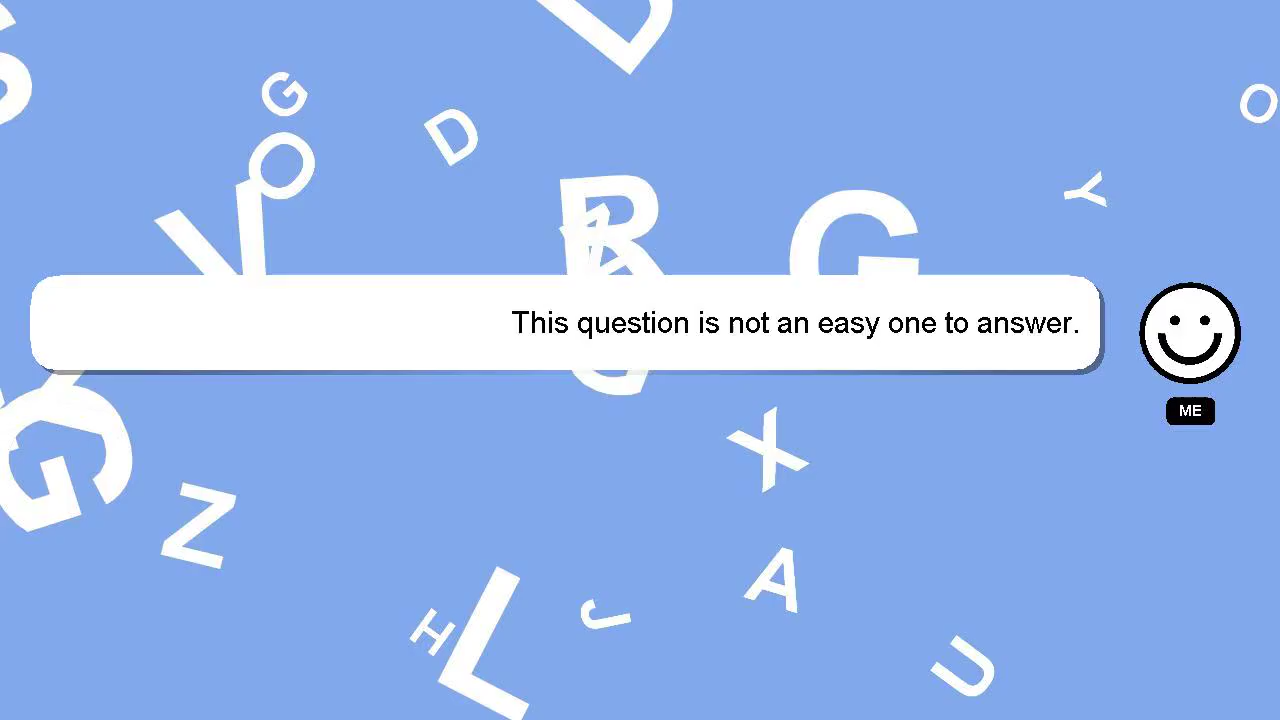 S
D
G
O
D
O
V
R
G
Y
This question is not an easy one to answer.
ME
G
X
Z
A
L
H
J
U